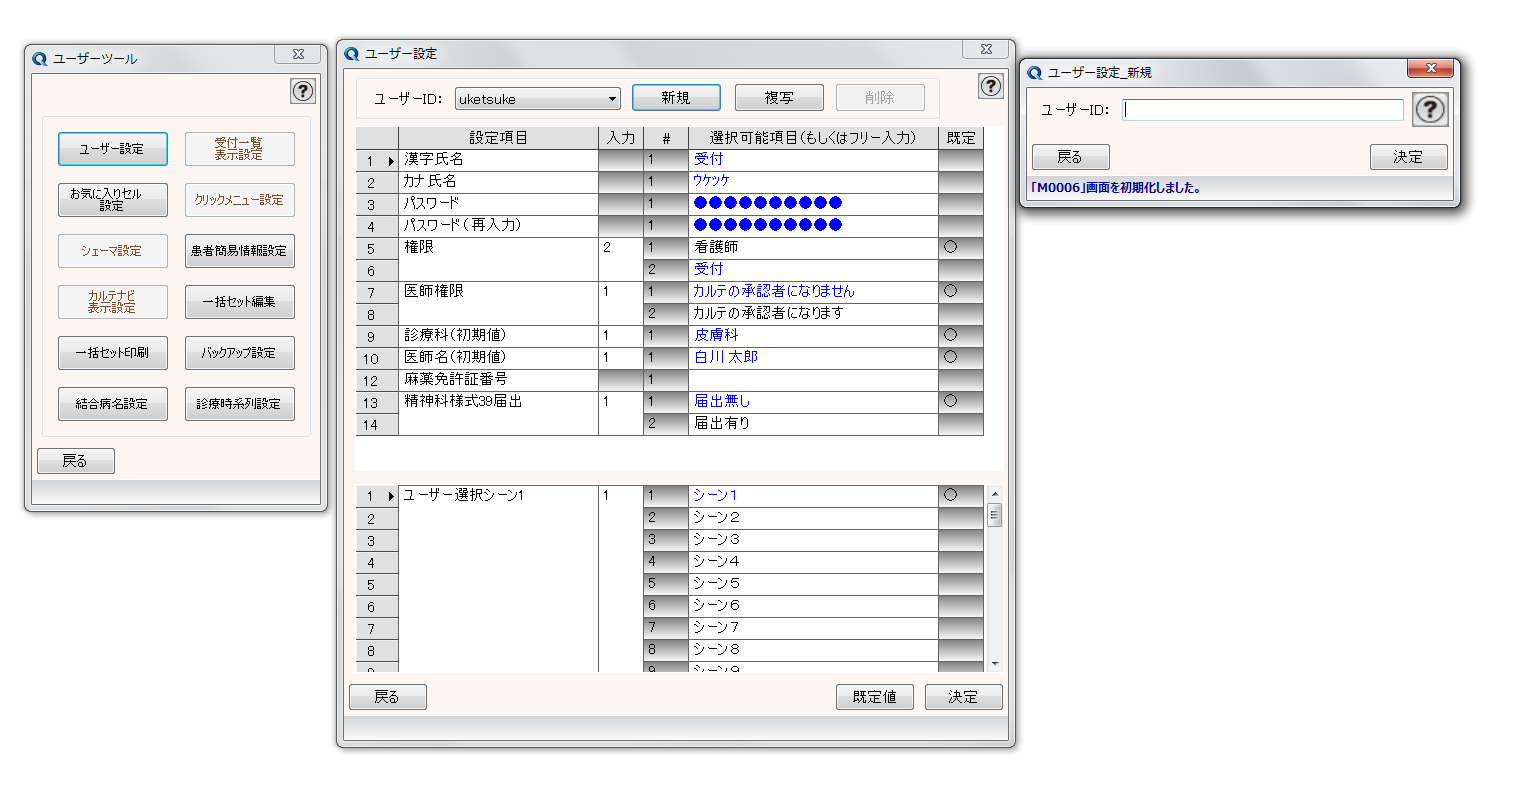 ユーザーツール
?
ユーザー設定
受付一覧
表示設定
お気に入りセル
設定
クリックメニュー設定
シェーマ設定
患者簡易情報設定
カルテナビ
表示設定
一括セット編集
一括セット印刷
バックアップ設定
結合病名設定
診療時系列設定
戻る
ユーザー設定
?
ユーザーID: uketsuke 新規 複写 削除
設定項目 入力 # 選択可能項目(もしくはフリー入力) 既定
1 漢字氏名 1 受付
2 カナ氏名 1 ウケツケ
3 パスワード 1 ●●●●●●●●●●
4 パスワード(再入力) 1 ●●●●●●●●●●
5 権限 2 1 看護師 ○
6 2 受付
7 医師権限 1 1 カルテの承認者になりません ○
8 2 カルテの承認者になります
9 診療科(初期値) 1 1 皮膚科 ○
10 医師名(初期値) 1 1 白川 太郎 ○
12 麻薬免許証番号 1
13 精神科様式39届出 1 1 届出無し ○
14 2 届出有り
1 ユーザー選択シーン1 1 1 シーン1 ○
2 2 シーン2
3 3 シーン3
4 4 シーン4
5 5 シーン5
6 6 シーン6
7 7 シーン7
8 8 シーン8
9 9 シーン9
戻る 既定値 決定
ユーザー設定_新規
ユーザーID: ?
戻る 決定
「M0006」画面を初期化しました。